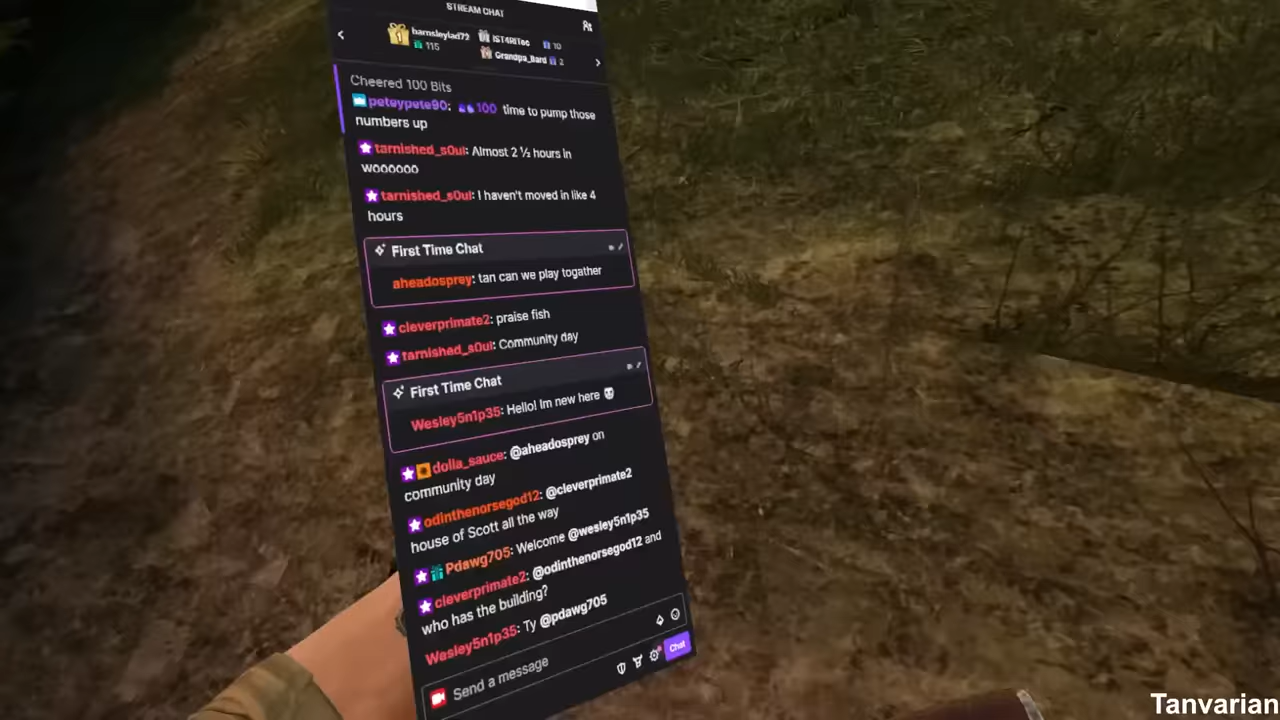 STREAM CHAT
barnsleylad72
115
IST4RITec
10
Grandpa_Bard
2
Cheered 100 Bits
peteypete90: 100 time to pump those
numbers up
tarnished_s0ul: Almost 2 ½ hours in
woooooo
tarnished_s0ul: I haven't moved in like 4
hours
First Time Chat
aheadosprey: tan can we play togather
cleverprimate2: praise fish
tarnished_s0ul: Community day
First Time Chat
Wesley5n1p35: Hello! Im new here
dolla_sauce: @aheadosprey on
community day
odinthenorsegod12: @cleverprimate2
house of Scott all the way
Pdawg705: Welcome @wesley5n1p35
cleverprimate2: @odinthenorsegod12 and
who has the building?
Wesley5n1p35: Ty @pdawg705
Send a message
Chat
Tanvarian